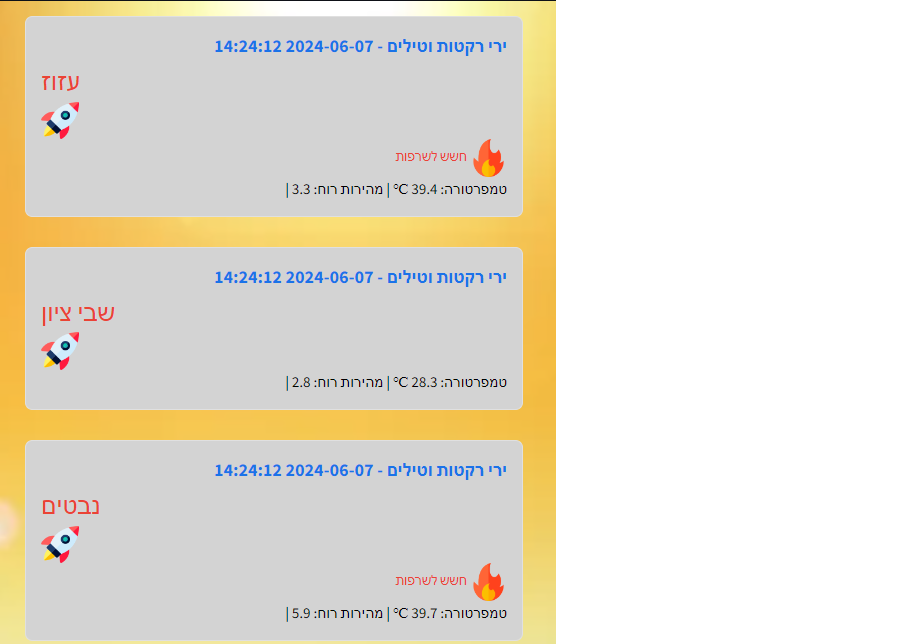 ירי רקטות וטילים - 2024-06-07 14:24:12
עזוז
חשש לשרפות
טמפרטורה: 39.4 °C | מהירות רוח: 3.3 |
ירי רקטות וטילים - 2024-06-07 14:24:12
שבי ציון
טמפרטורה: 28.3 °C | מהירות רוח: 2.8 |
ירי רקטות וטילים - 2024-06-07 14:24:12
נבטים
חשש לשרפות
טמפרטורה: 39.7 °C | מהירות רוח: 5.9 |